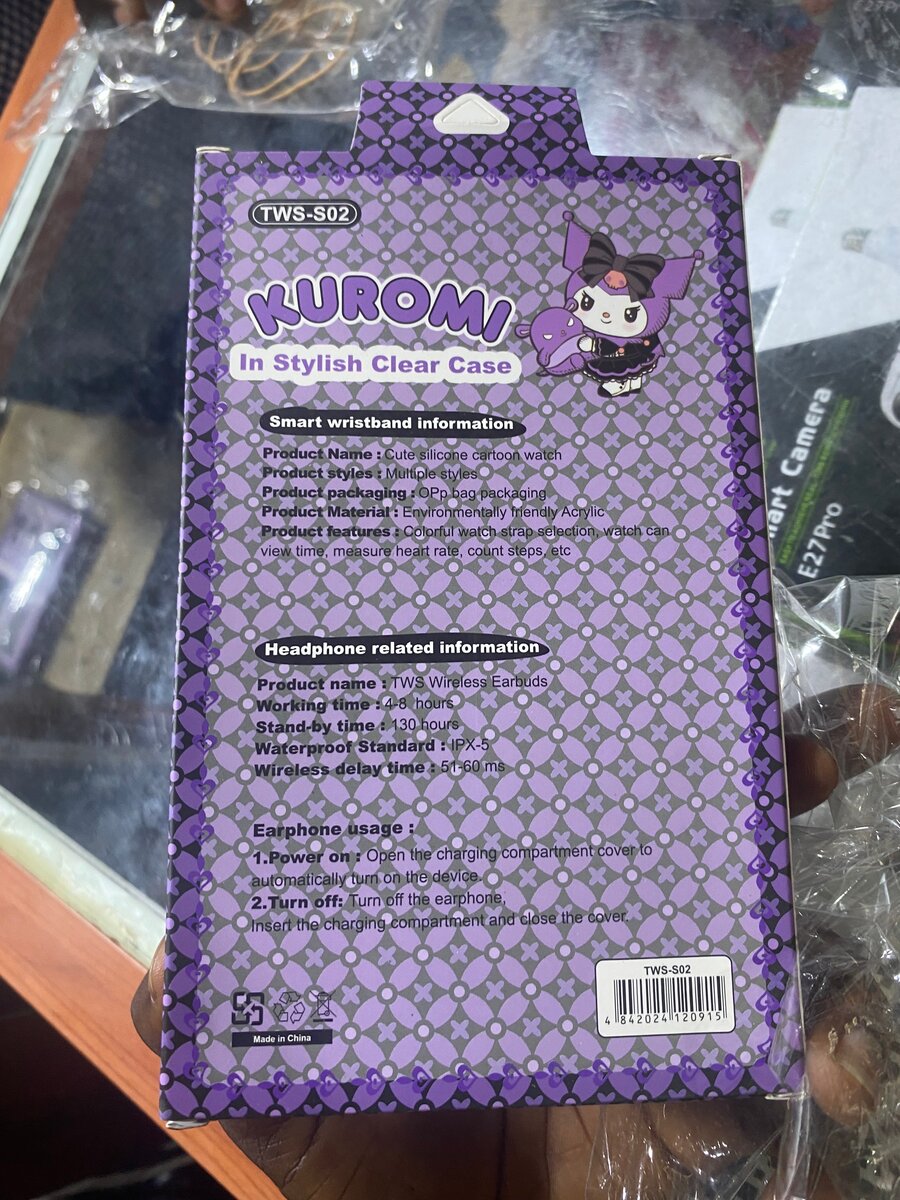 TWS-S02
KUROMI
In Stylish Clear Case
Smart wristband information
Product Name : Cute silicone cartoon watch
Product styles : Multiple styles
Product packaging : OPp bag packaging
Product Material : Environmentally friendly Acrylic
Product features : Colorful watch strap selection, watch can
view time, measure heart rate, count steps, etc
Headphone related information
Product name : TWS Wireless Earbuds
Working time : 4-8 hours
Stand-by time : 130 hours
Waterproof Standard : IPX-5
Wireless delay time : 51-60 ms
Earphone usage :
1.Power on : Open the charging compartment cover to
automatically turn on the device.
2.Turn off: Turn off the earphone,
Insert the charging compartment and close the cover.
TWS-S02
4 842024 120915
Made in China
Camera
E27Pro